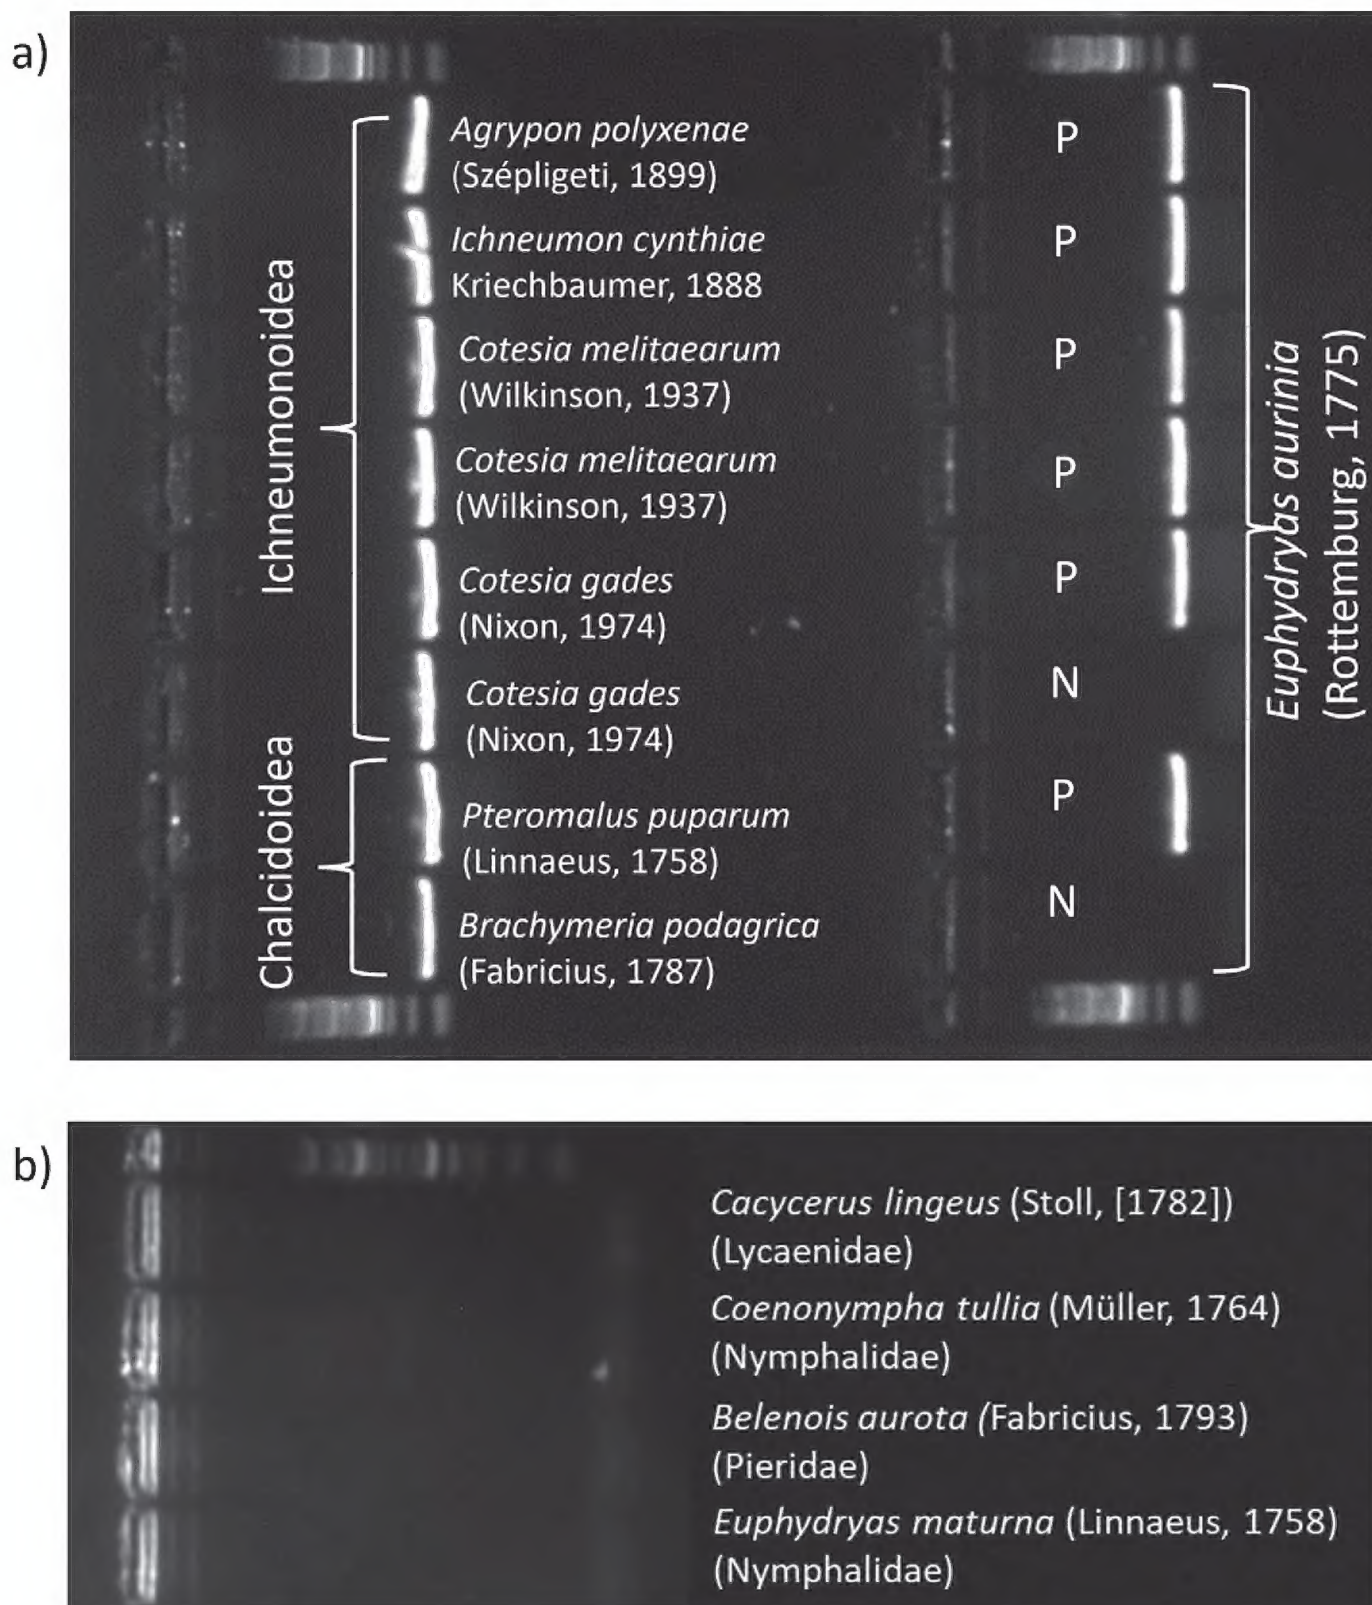 a)
Ichneumonoidea
Agrypon polyxenae
(Szépligeti, 1899)
Ichneumon cynthiae
Kriechbaumer, 1888
Cotesia melitaearum
(Wilkinson, 1937)
Cotesia melitaearum
(Wilkinson, 1937)
Cotesia gades
(Nixon, 1974)
Cotesia gades
(Nixon, 1974)
Chalcidoidea
Pteromalus puparum
(Linnaeus, 1758)
Brachymeria podagrica
(Fabricius, 1787)
P
P
P
P
P
N
P
N
Euphydryas aurinia
(Rottemburg, 1775)
b)
Cacycerus lingeus (Stoll, [1782])
(Lycaenidae)
Coenonympha tullia (Müller, 1764)
(Nymphalidae)
Belenois aurota (Fabricius, 1793)
(Pieridae)
Euphydryas maturna (Linnaeus, 1758)
(Nymphalidae)